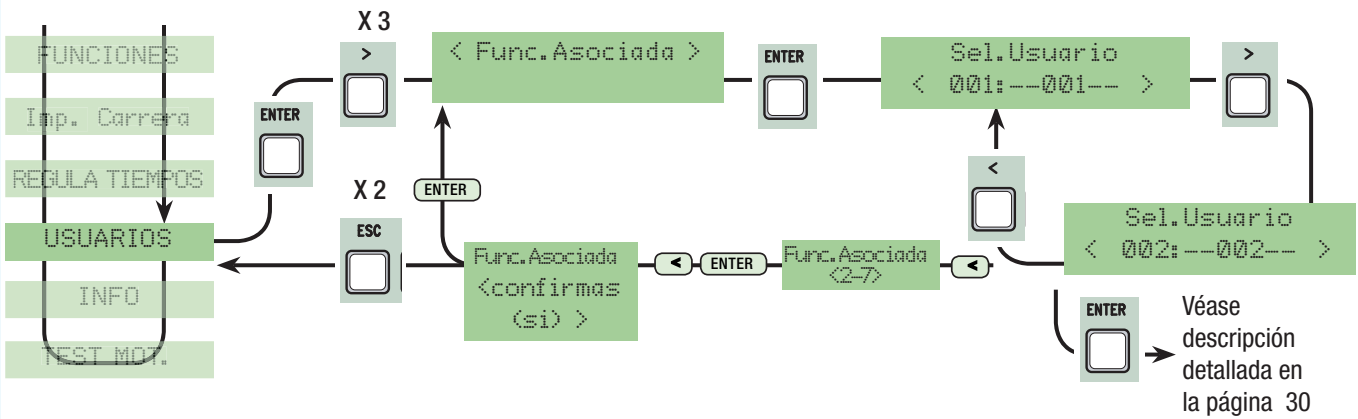 FUNCIONES
Imp. Carrera
REGULA TIEMPOS
USUARIOS
INFO
TEST MOT.
ENTER
X 3
>
< Func.Asociada >
ENTER
Sel.Usuario
< 001:--001-- >
>
X 2
ESC
ENTER
Func.Asociada
<confirmas
(si) >
<
ENTER
Func.Asociada
<2-7>
<
<
Sel.Usuario
< 002:--002-- >
ENTER
Véase
descripción
detallada en
la página 30